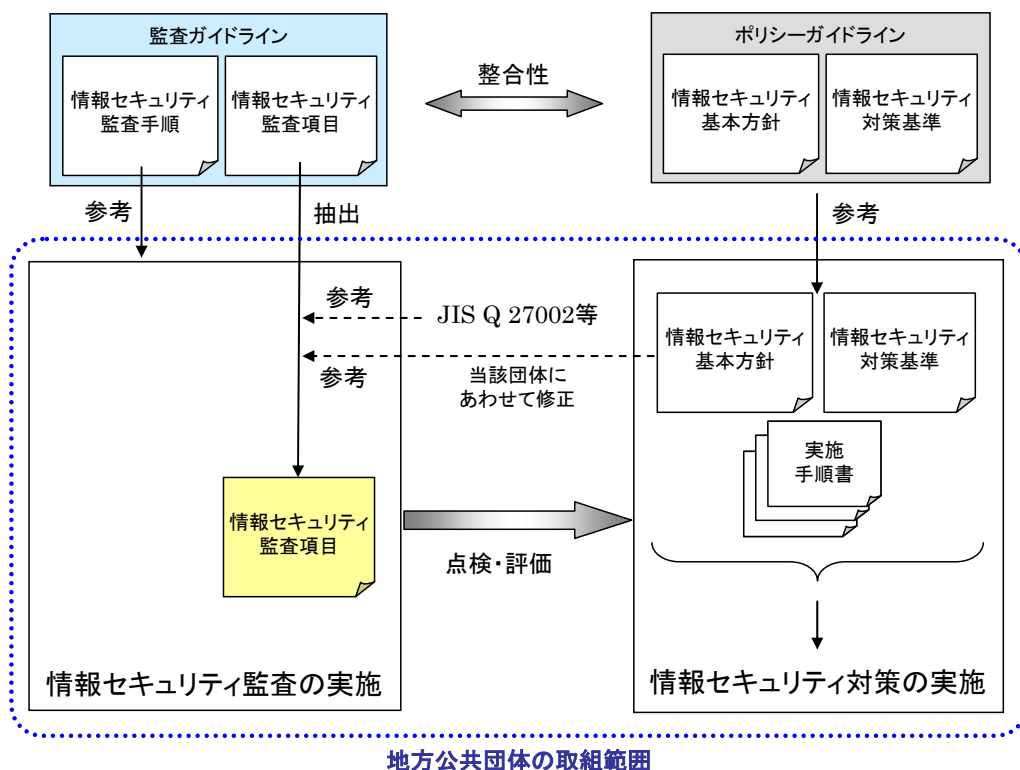 監査ガイドライン
情報セキュリティ
監査手順
情報セキュリティ
監査項目
整合性
ポリシーガイドライン
情報セキュリティ
基本方針
情報セキュリティ
対策基準
参考
抽出
参考
参考
JIS Q 27002等
参考
当該団体に
あわせて修正
情報セキュリティ
基本方針
情報セキュリティ
対策基準
実施
手順書
情報セキュリティ
監査項目
点検・評価
情報セキュリティ監査の実施
情報セキュリティ対策の実施
地方公共団体の取組範囲